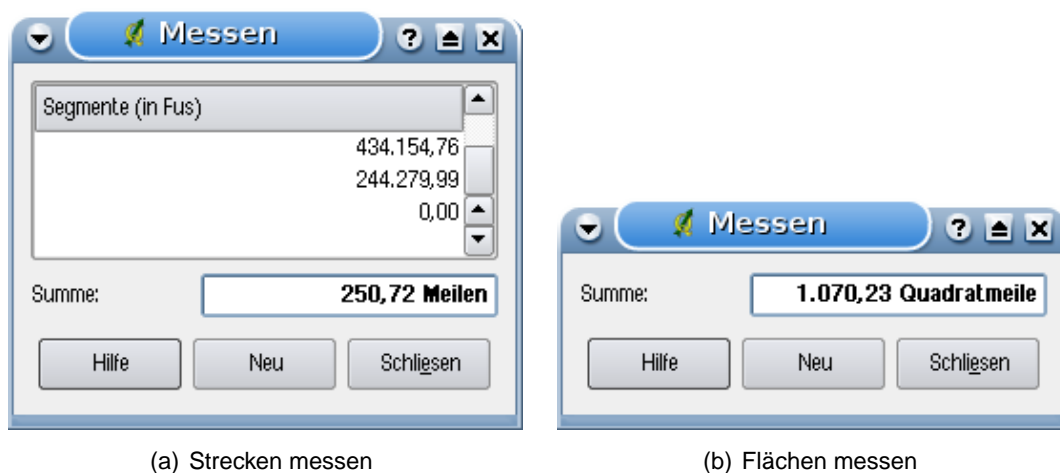 Messen
Segmente (in Fus)
434.154,76
244.279,99
0,00
Summe:
250,72 Meilen
Hilfe
Neu
Schliesen
(a) Strecken messen
Messen
Summe:
1.070,23 Quadratmeile
Hilfe
Neu
Schliesen
(b) Flächen messen